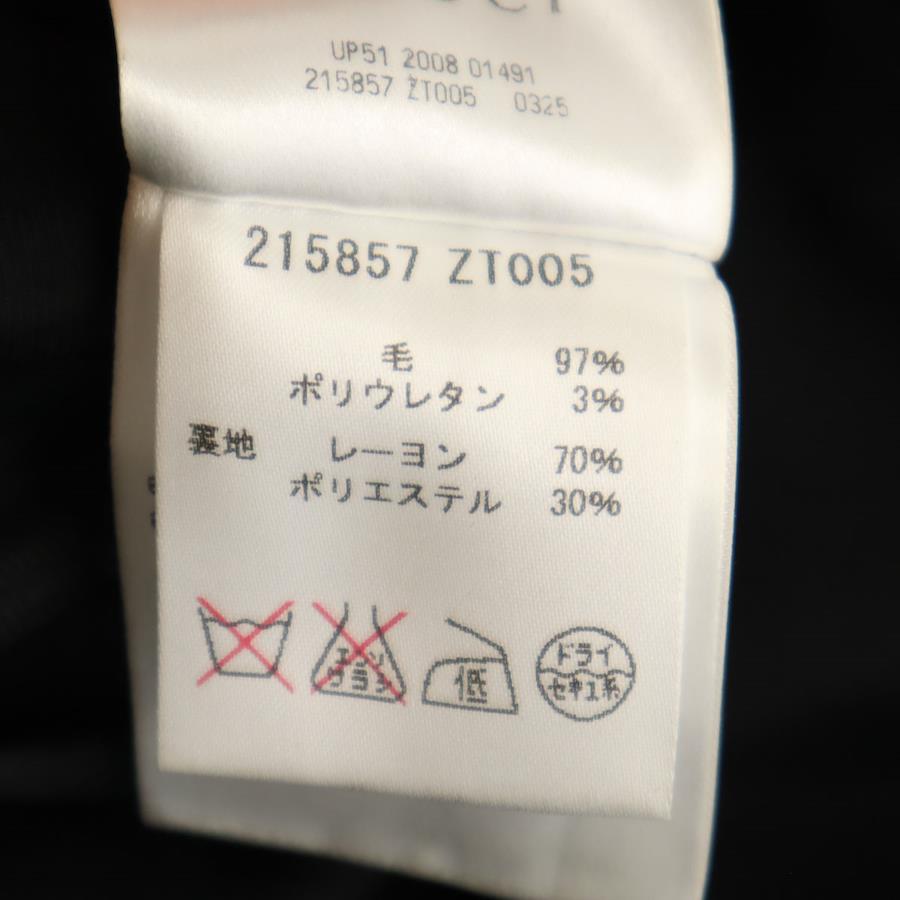 UP51 2008 01491
215857 ZT005 0325
215857 ZT005
毛 97%
ポリウレタン 3%
裏地 レーヨン 70%
ポリエステル 30%
エンソ
サラシ
低
ドライ
セキユ系